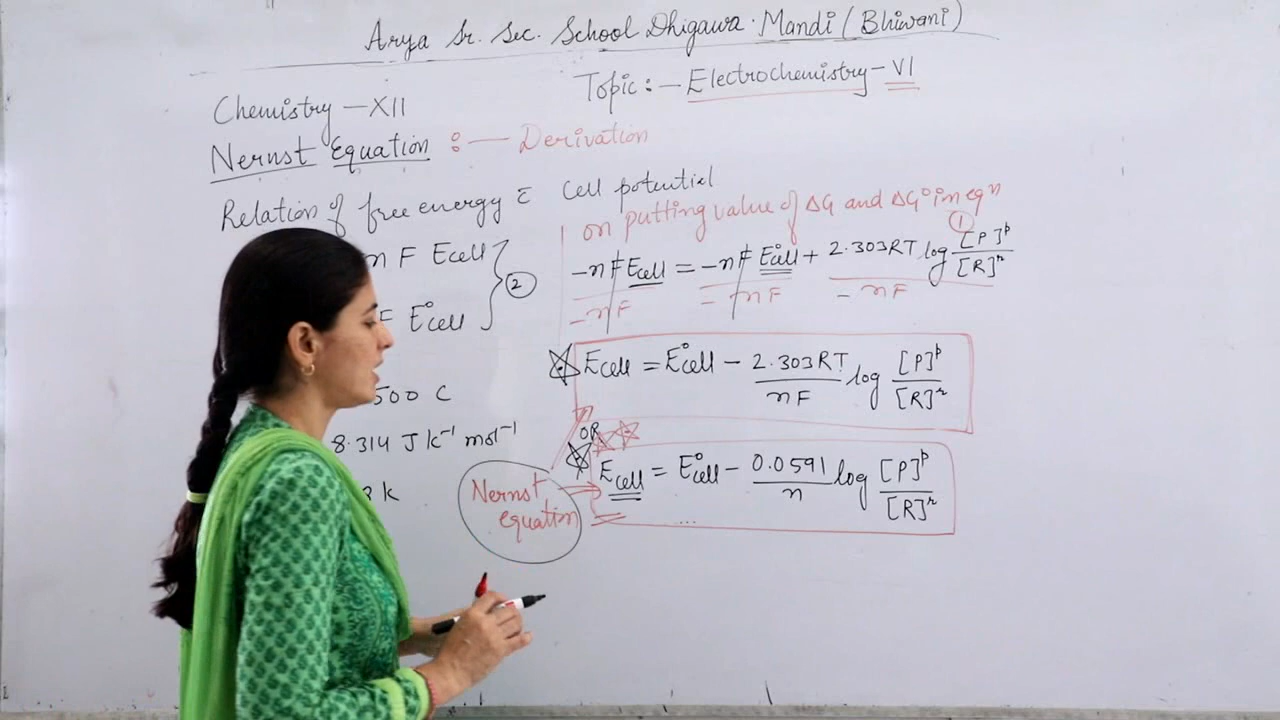 Arya Sr. Sec. School Dhigawa Mandi (Bhiwani)
Topic :- Electrochemistry-VI
Chemistry - XII
Nernst Equation :- Derivation
Relation of free energy & Cell potential
n F Ecell
F E°cell
} ②
500 C
8.314 J k⁻¹ mol⁻¹
k
on putting value of ΔG and ΔG° in eqⁿ ①
-nF Ecell = -nF E°cell + 2.303RT log [P]ᵖ/[R]ʳ
-nF -nF -nF
Ecell = E°cell - 2.303RT/nF log [P]ᵖ/[R]ʳ
OR
Ecell = E°cell - 0.0591/n log [P]ᵖ/[R]ʳ
Nernst
equation